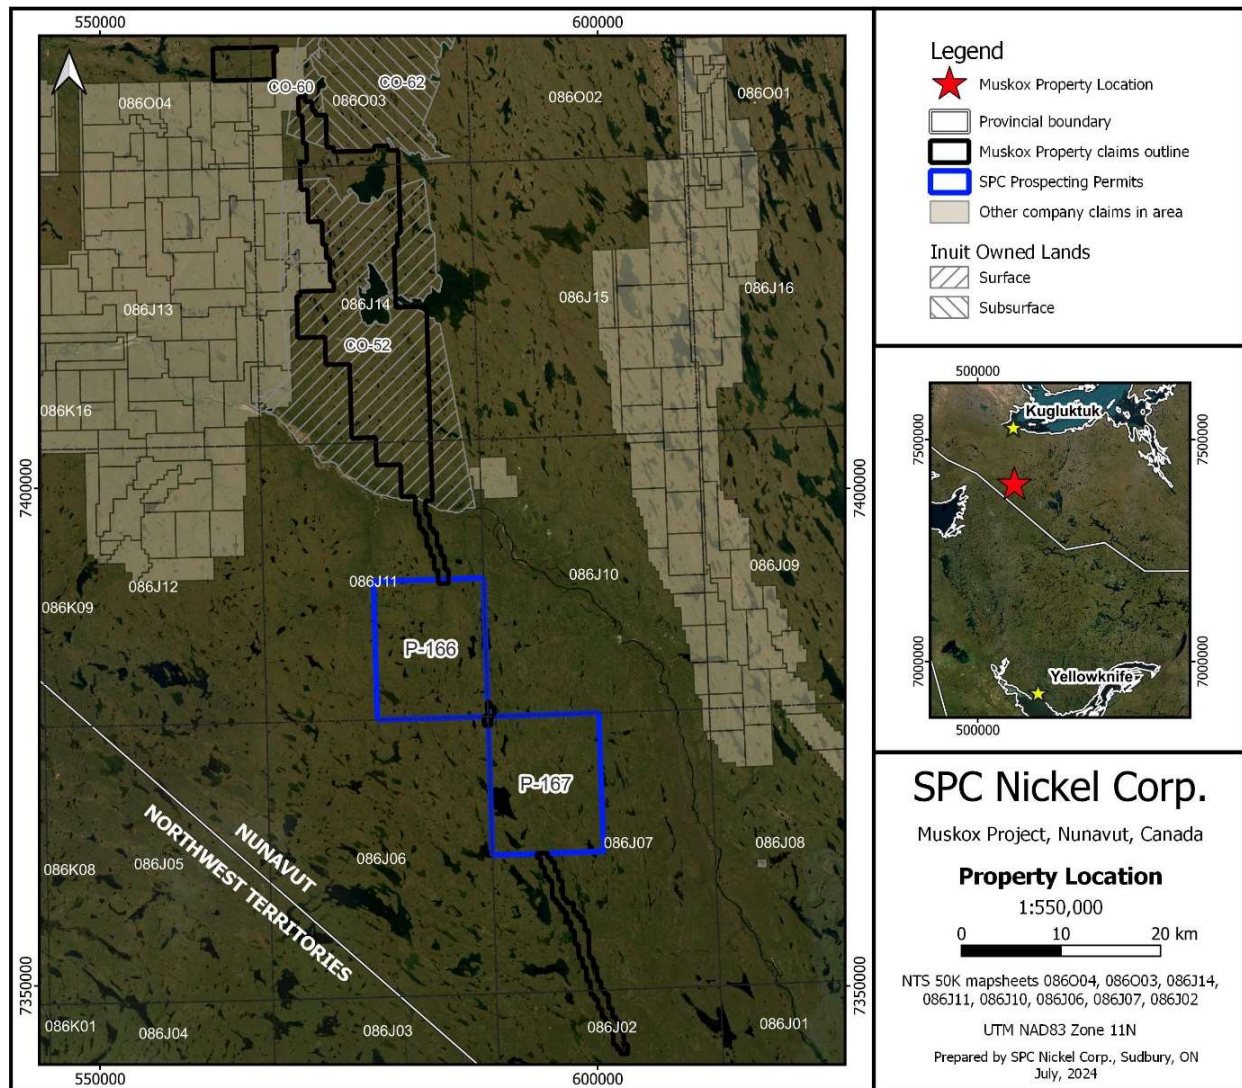 550000
600000
CO-60
CO-62
086O04
086O03
086O02
086O01
086J13
086J14
086J15
086J16
CO-52
086K16
7400000
7400000
086J12
086J11
086J10
086J09
086K09
P-166
P-167
NUNAVUT
NORTHWEST TERRITORIES
086K08
086J05
086J06
086J07
086J08
7350000
7350000
086K01
086J04
086J03
086J02
086J01
550000
600000
Legend
Muskox Property Location
Provincial boundary
Muskox Property claims outline
SPC Prospecting Permits
Other company claims in area
Inuit Owned Lands
Surface
Subsurface
500000
Kugluktuk
7500000
7500000
7000000
7000000
Yellowknife
500000
SPC Nickel Corp.
Muskox Project, Nunavut, Canada
Property Location
1:550,000
0 10 20 km
NTS 50K mapsheets 086O04, 086O03, 086J14,
086J11, 086J10, 086J06, 086J07, 086J02
UTM NAD83 Zone 11N
Prepared by SPC Nickel Corp., Sudbury, ON
July, 2024